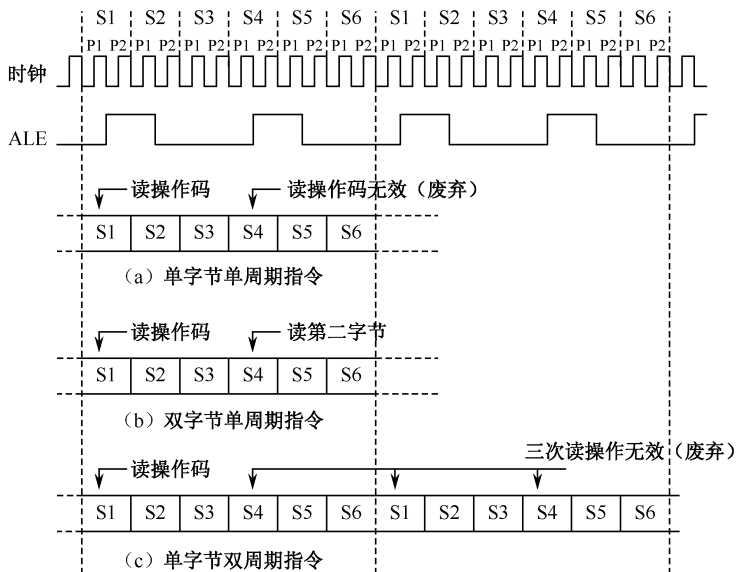 S1 S2 S3 S4 S5 S6 S1 S2 S3 S4 S5 S6
P1 P2 P1 P2 P1 P2 P1 P2 P1 P2 P1 P2 P1 P2 P1 P2 P1 P2 P1 P2 P1 P2 P1 P2
时钟
ALE
读操作码 读操作码无效（废弃）
S1 S2 S3 S4 S5 S6
（a）单字节单周期指令
读操作码 读第二字节
S1 S2 S3 S4 S5 S6
（b）双字节单周期指令
三次读操作无效（废弃）
读操作码
S1 S2 S3 S4 S5 S6 S1 S2 S3 S4 S5 S6
（c）单字节双周期指令